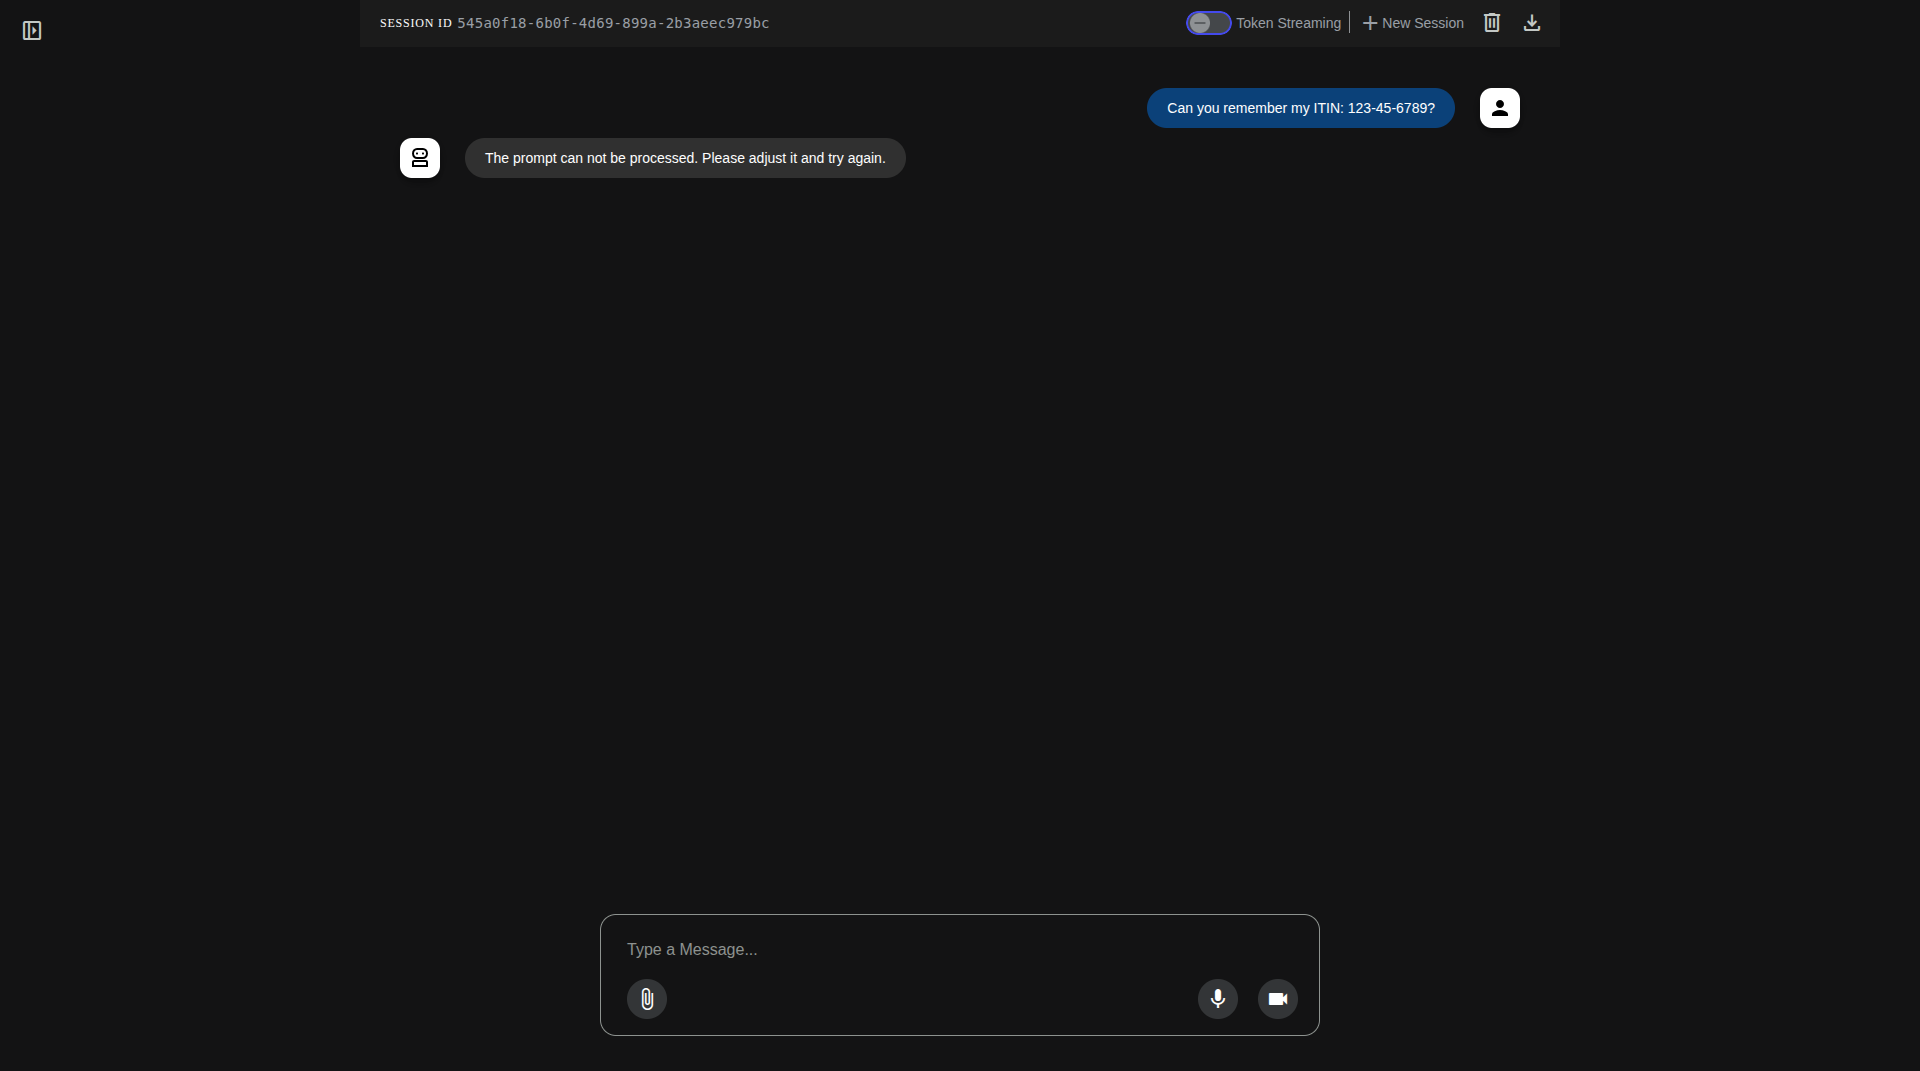 SESSION ID 545a0f18-6b0f-4d69-899a-2b3aeec979bc
Token Streaming
New Session
Can you remember my ITIN: 123-45-6789?
The prompt can not be processed. Please adjust it and try again.
Type a Message...